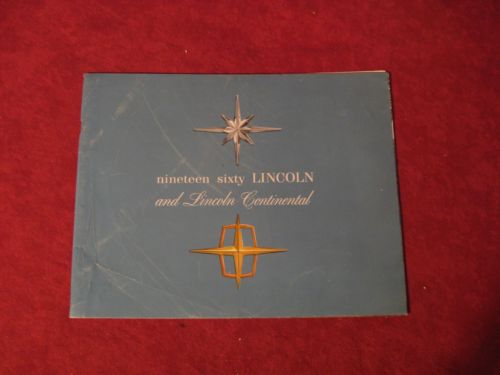 nineteen sixty LINCOLN
and Lincoln Continental